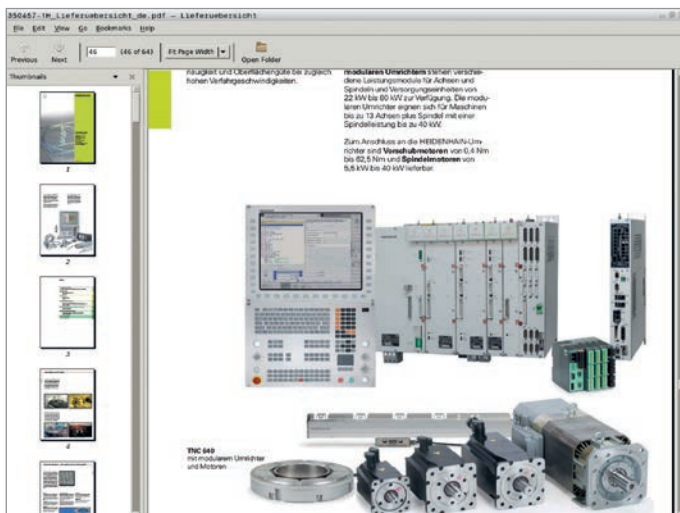 350457-1H_Lieferuebersicht_de.pdf — Lieferuebersicht
File Edit View Go Bookmarks Help
46 (46 of 64) Fit Page Width
Previous Next Open Folder
Thumbnails
1
2
3
4
nauigkeit und Oberflächengüte bei zugleich
hohen Verfahrgeschwindigkeiten.
modularen Umrichtern stehen verschie-
dene Leistungsmodule für Achsen und
Spindeln und Versorgungseinheiten von
22 kW bis 80 kW zur Verfügung. Die modu-
laren Umrichter eignen sich für Maschinen
bis zu 13 Achsen plus Spindel mit einer
Spindelleistung bis zu 40 kW.
Zum Anschluss an die HEIDENHAIN-Um-
richter sind Vorschubmotoren von 0,4 Nm
bis 62,5 Nm und Spindelmotoren von
5,5 kW bis 40 kW lieferbar.
TNC 640
mit modularem Umrichter
und Motoren